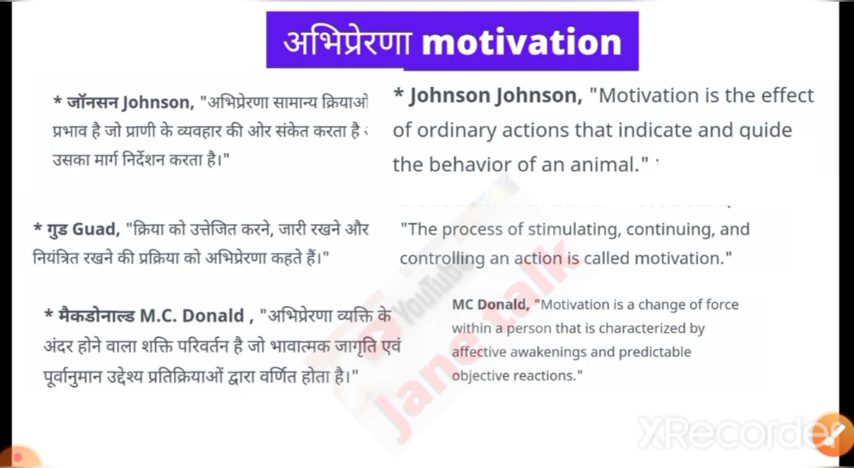 अभिप्रेरणा motivation
* जॉनसन Johnson, "अभिप्रेरणा सामान्य क्रियाओ
प्रभाव है जो प्राणी के व्यवहार की ओर संकेत करता है
उसका मार्ग निर्देशन करता है।"
* Johnson Johnson, "Motivation is the effect
of ordinary actions that indicate and guide
the behavior of an animal."
* गुड Guad, "क्रिया को उत्तेजित करने, जारी रखने और
नियंत्रित रखने की प्रक्रिया को अभिप्रेरणा कहते हैं।"
"The process of stimulating, continuing, and
controlling an action is called motivation."
* मैकडोनाल्ड M.C. Donald , "अभिप्रेरणा व्यक्ति के
अंदर होने वाला शक्ति परिवर्तन है जो भावात्मक जागृति एवं
पूर्वानुमान उद्देश्य प्रतिक्रियाओं द्वारा वर्णित होता है।"
MC Donald, "Motivation is a change of force
within a person that is characterized by
affective awakenings and predictable
objective reactions."
YouTube
Jane talk
XRecorder